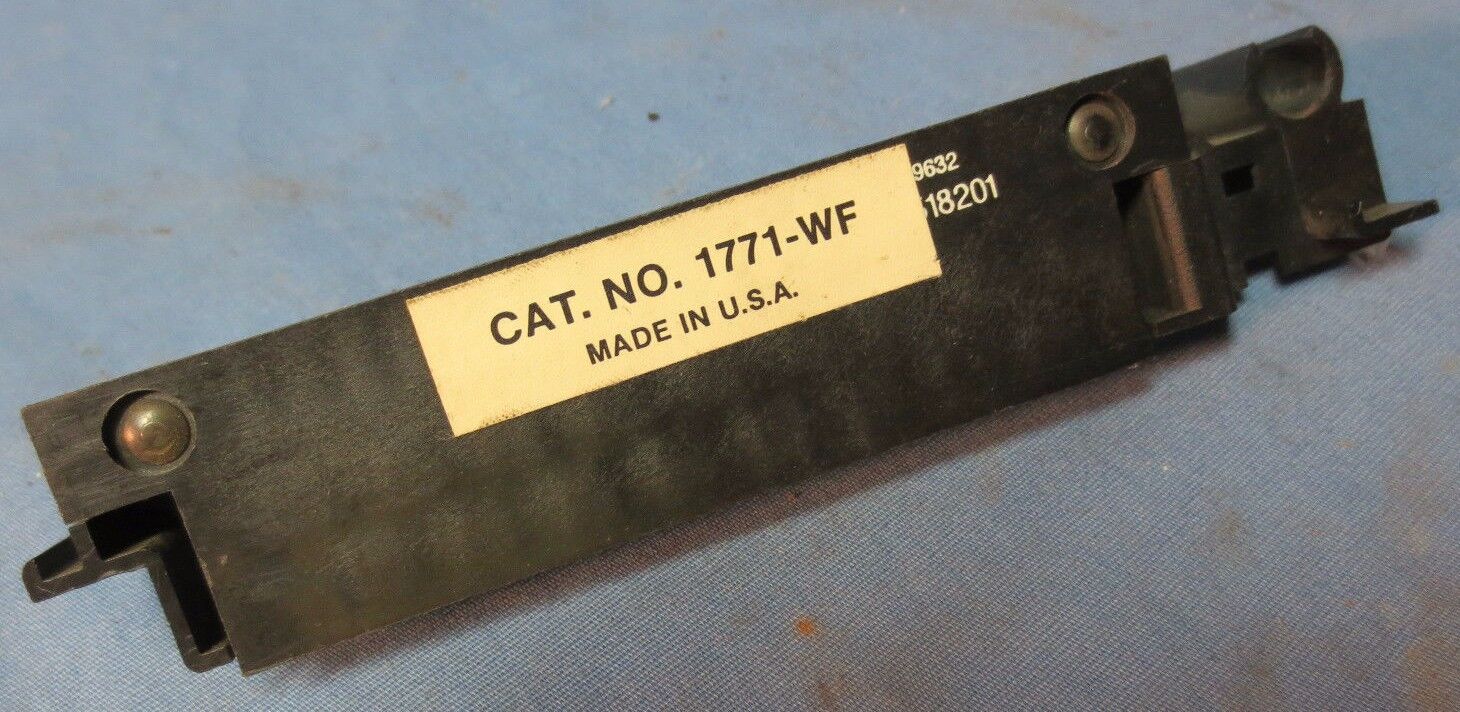 CAT. NO. 1771-WF
MADE IN U.S.A.
9632
18201